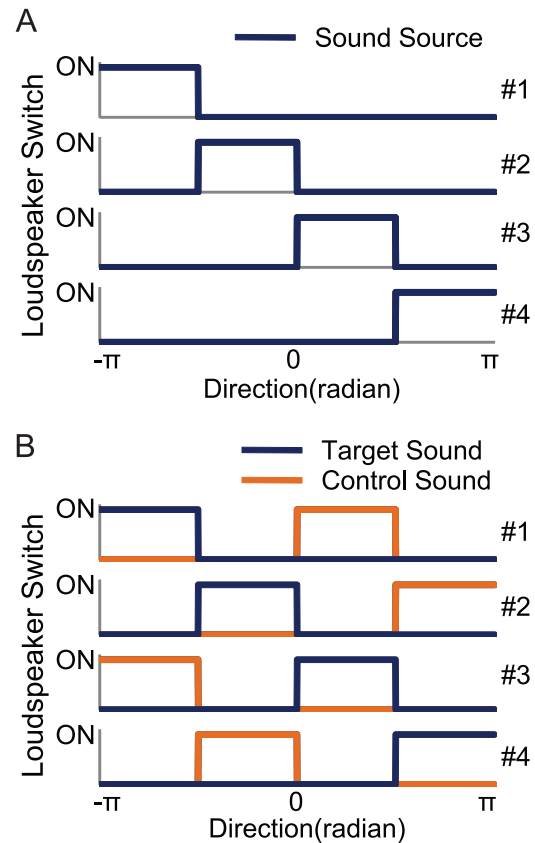 A
Sound Source
Loudspeaker Switch
ON #1
ON #2
ON #3
ON #4
-π 0 π
Direction(radian)
B
Target Sound
Control Sound
Loudspeaker Switch
ON #1
ON #2
ON #3
ON #4
-π 0 π
Direction(radian)